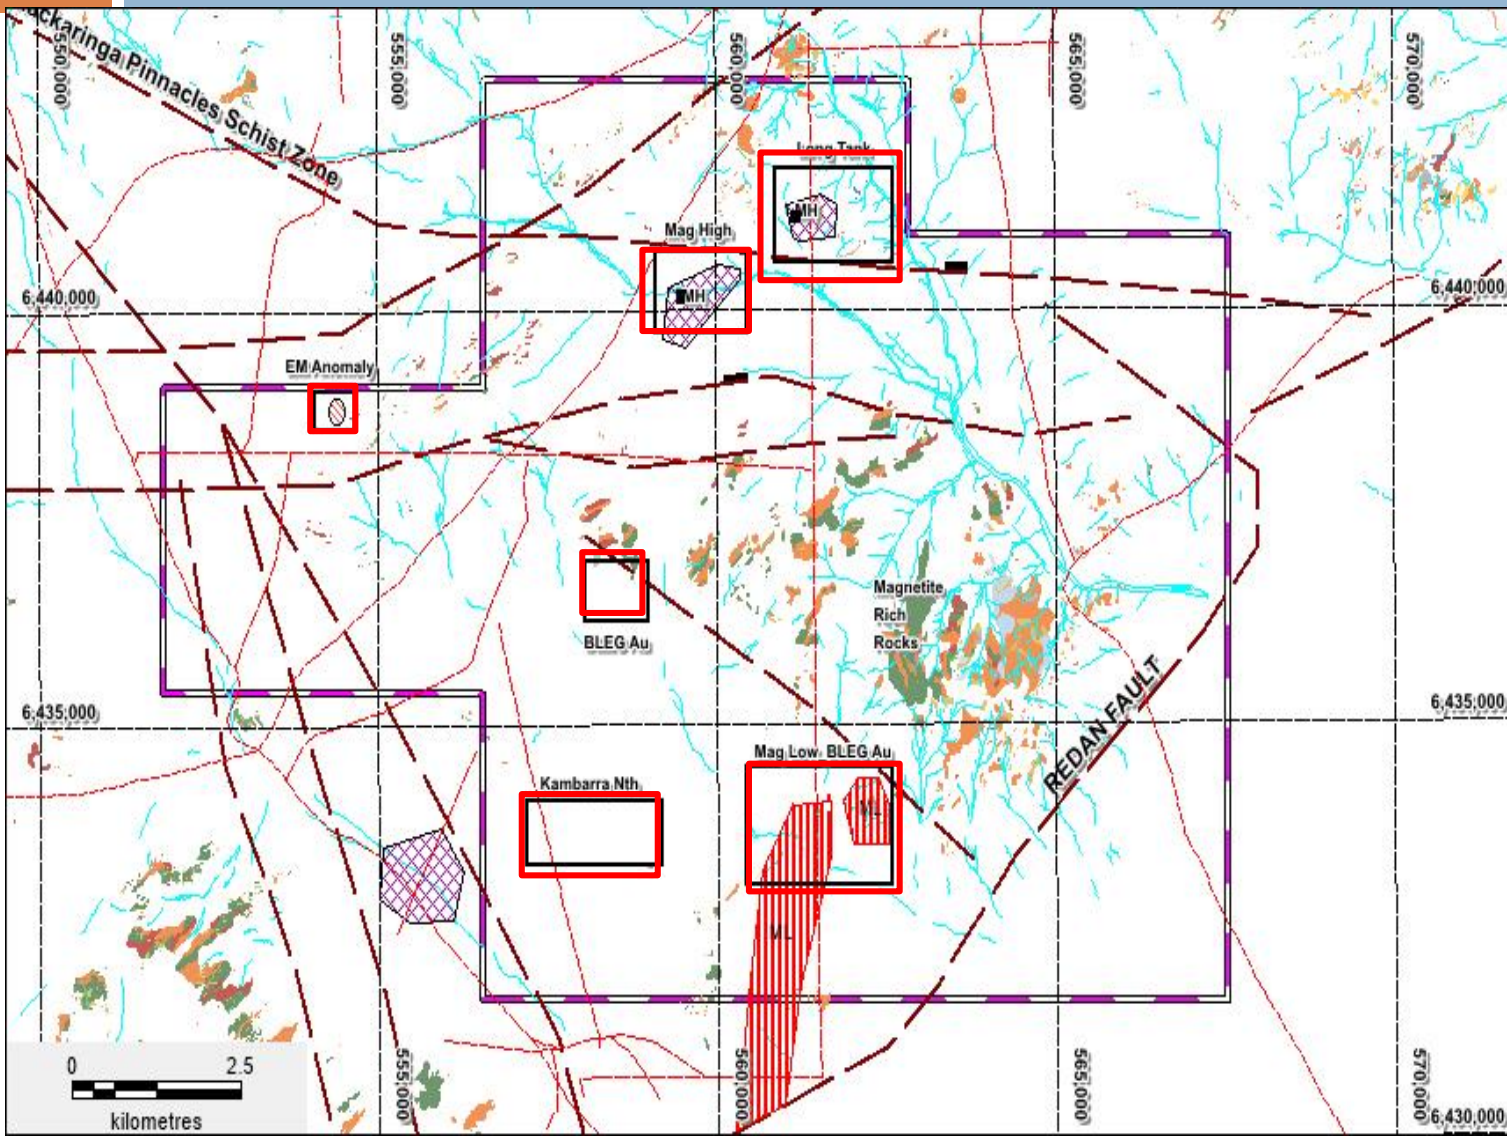 ackaringa Pinnacles Schist Zone
550,000
555,000
560,000
565,000
570,000
Long Tank
MH
Mag High
MH
6,440,000
6,440,000
EM Anomaly
Magnetite
Rich
Rocks
BLEG Au
6,435,000
6,435,000
REDAN FAULT
Mag Low BLEG Au
ML
Kambarra Nth
ML
0 2.5
kilometres
555,000
560,000
565,000
570,000
6,430,000